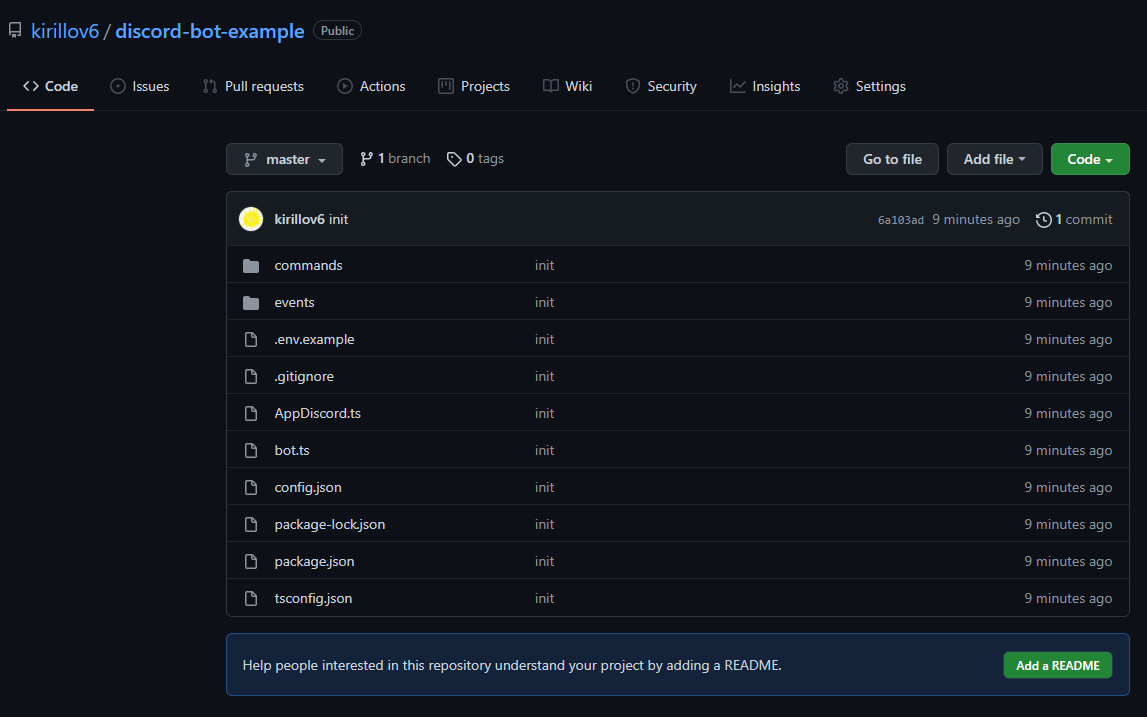 kirillov6 / discord-bot-example Public
Code Issues Pull requests Actions Projects Wiki Security Insights Settings
master 1 branch 0 tags Go to file Add file Code
kirillov6 init 6a103ad 9 minutes ago 1 commit
commands init 9 minutes ago
events init 9 minutes ago
.env.example init 9 minutes ago
.gitignore init 9 minutes ago
AppDiscord.ts init 9 minutes ago
bot.ts init 9 minutes ago
config.json init 9 minutes ago
package-lock.json init 9 minutes ago
package.json init 9 minutes ago
tsconfig.json init 9 minutes ago
Help people interested in this repository understand your project by adding a README. Add a README